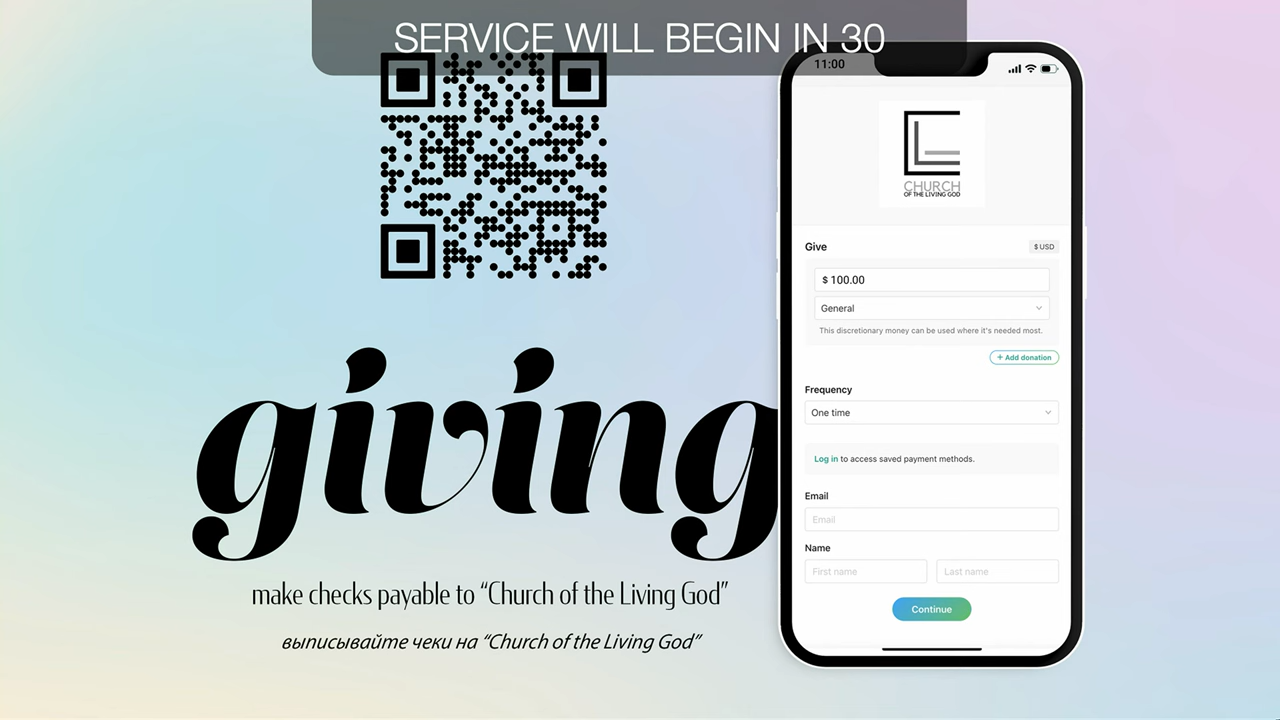 SERVICE WILL BEGIN IN 30
giving
make checks payable to “Church of the Living God”
выписывайте чеки на “Church of the Living God”
11:00
CHURCH
OF THE LIVING GOD
Give
$ USD
$ 100.00
General
This discretionary money can be used where it's needed most.
+ Add donation
Frequency
One time
Log in to access saved payment methods.
Email
Email
Name
First name
Last name
Continue